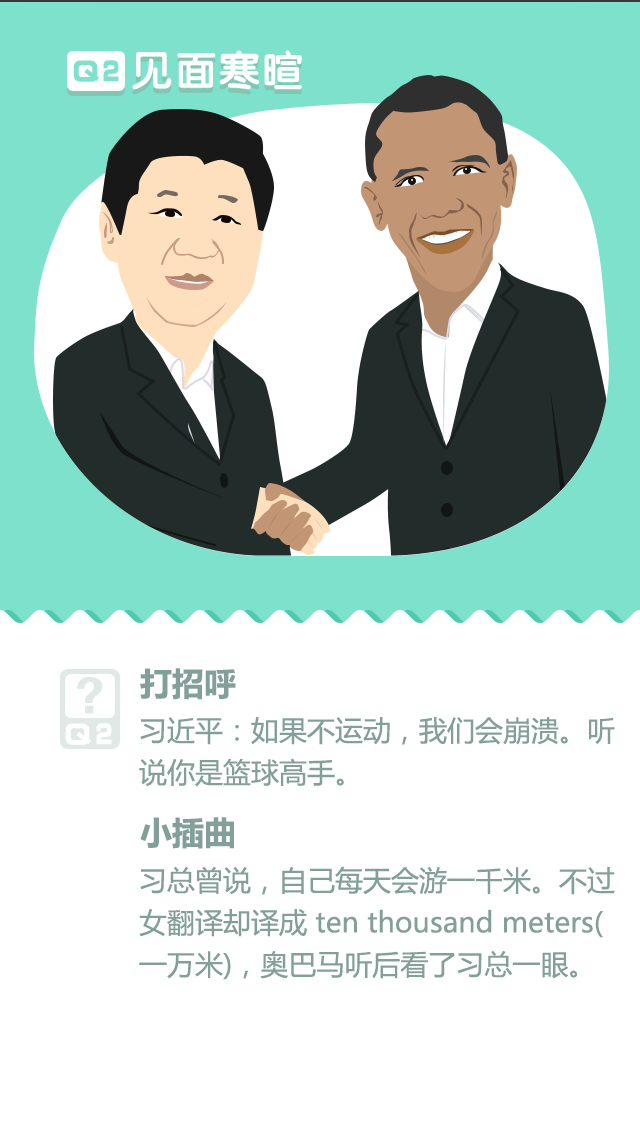 Q2 见面寒暄
?
Q2
打招呼
习近平：如果不运动，我们会崩溃。听
说你是篮球高手。
小插曲
习总曾说，自己每天会游一千米。不过
女翻译却译成 ten thousand meters(
一万米)，奥巴马听后看了习总一眼。